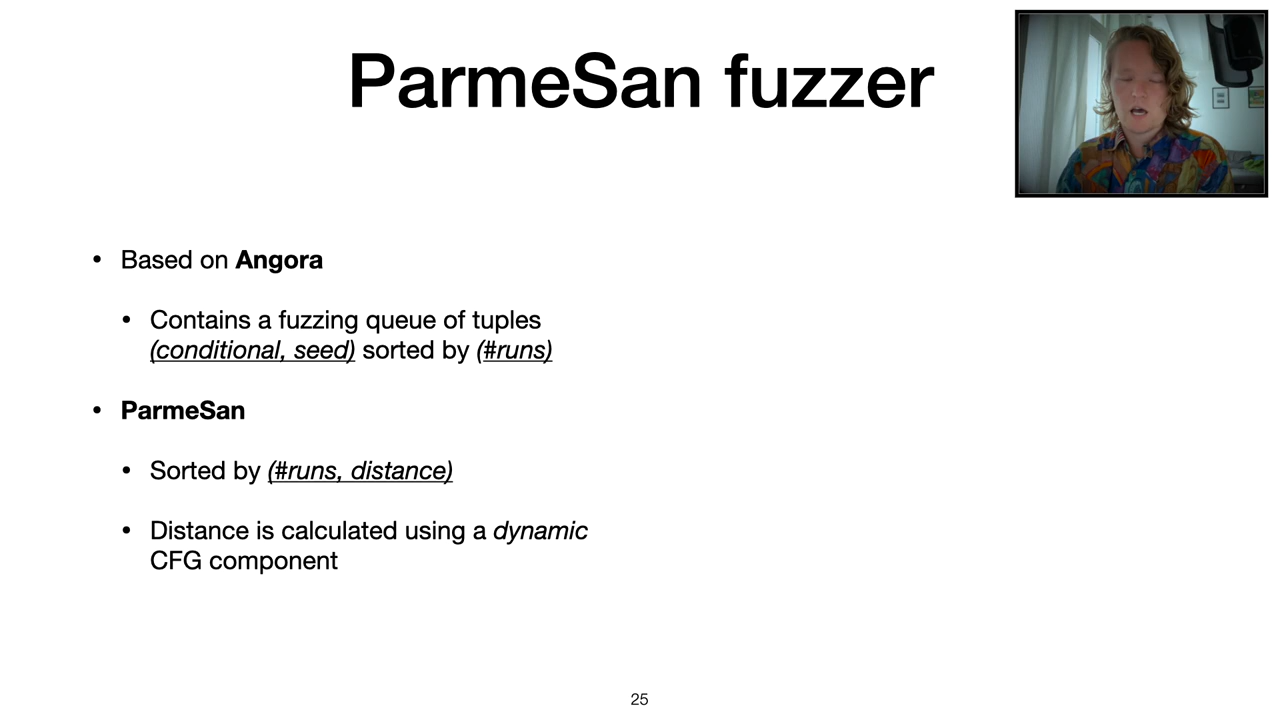 ParmeSan fuzzer
• Based on Angora
• Contains a fuzzing queue of tuples
(conditional, seed) sorted by (#runs)
• ParmeSan
• Sorted by (#runs, distance)
• Distance is calculated using a dynamic
CFG component
25